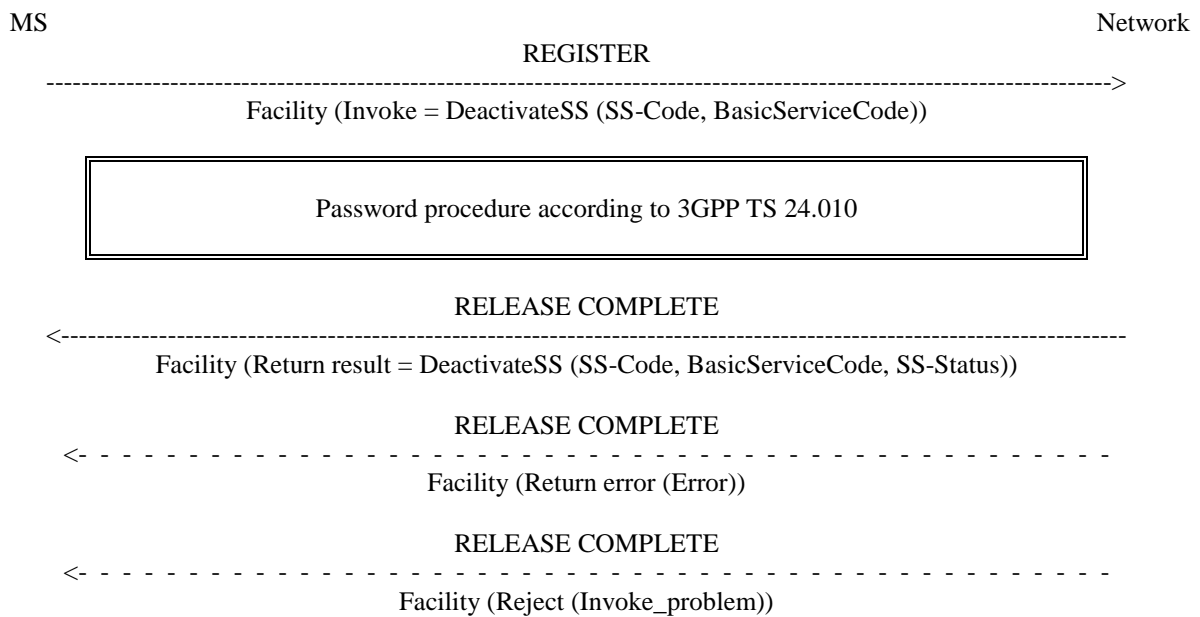 MS Network
REGISTER
Facility (Invoke = DeactivateSS (SS-Code, BasicServiceCode))
Password procedure according to 3GPP TS 24.010
RELEASE COMPLETE
Facility (Return result = DeactivateSS (SS-Code, BasicServiceCode, SS-Status))
RELEASE COMPLETE
Facility (Return error (Error))
RELEASE COMPLETE
Facility (Reject (Invoke_problem))